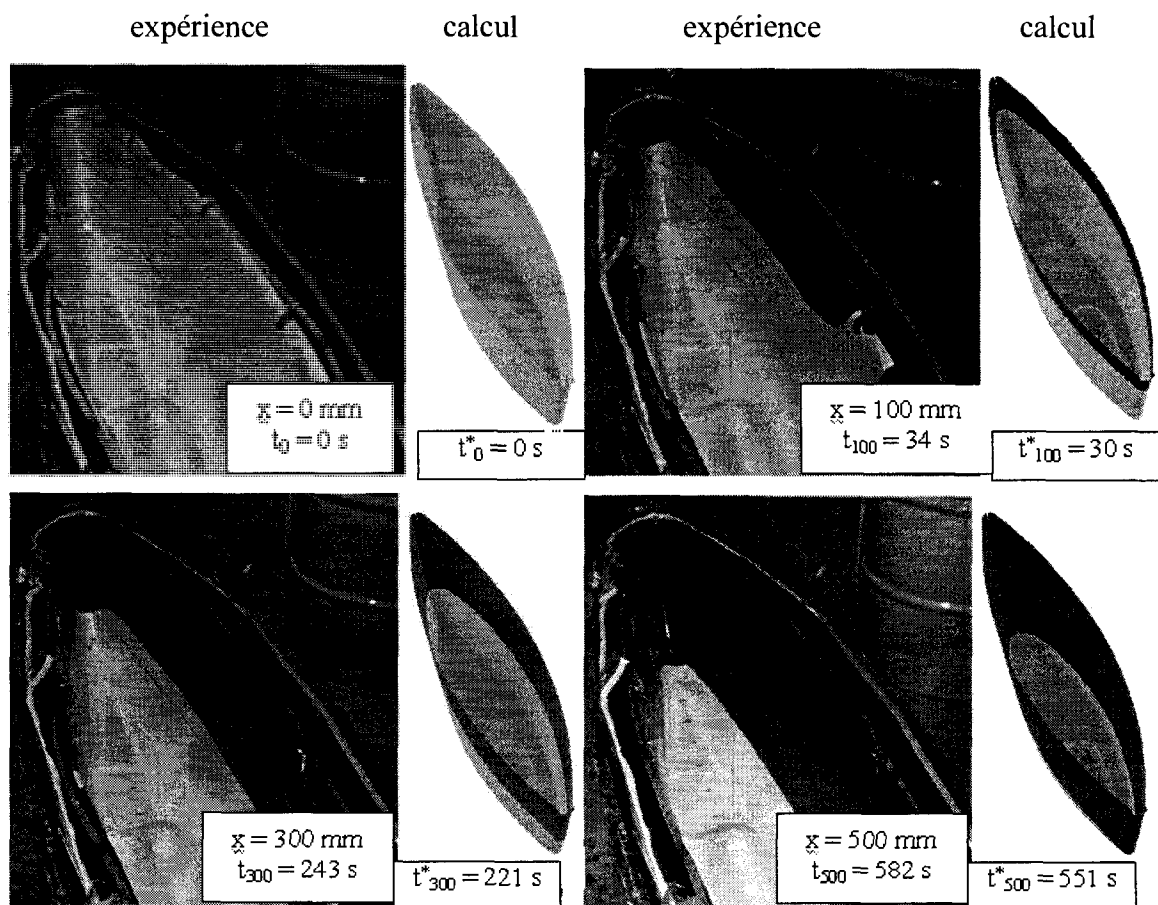 expérience calcul expérience calcul
x = 0 mm
t₀ = 0 s
t*₀ = 0 s
x = 100 mm
t₁₀₀ = 34 s
t*₁₀₀ = 30 s
x = 300 mm
t₃₀₀ = 243 s
t*₃₀₀ = 221 s
x = 500 mm
t₅₀₀ = 582 s
t*₅₀₀ = 551 s